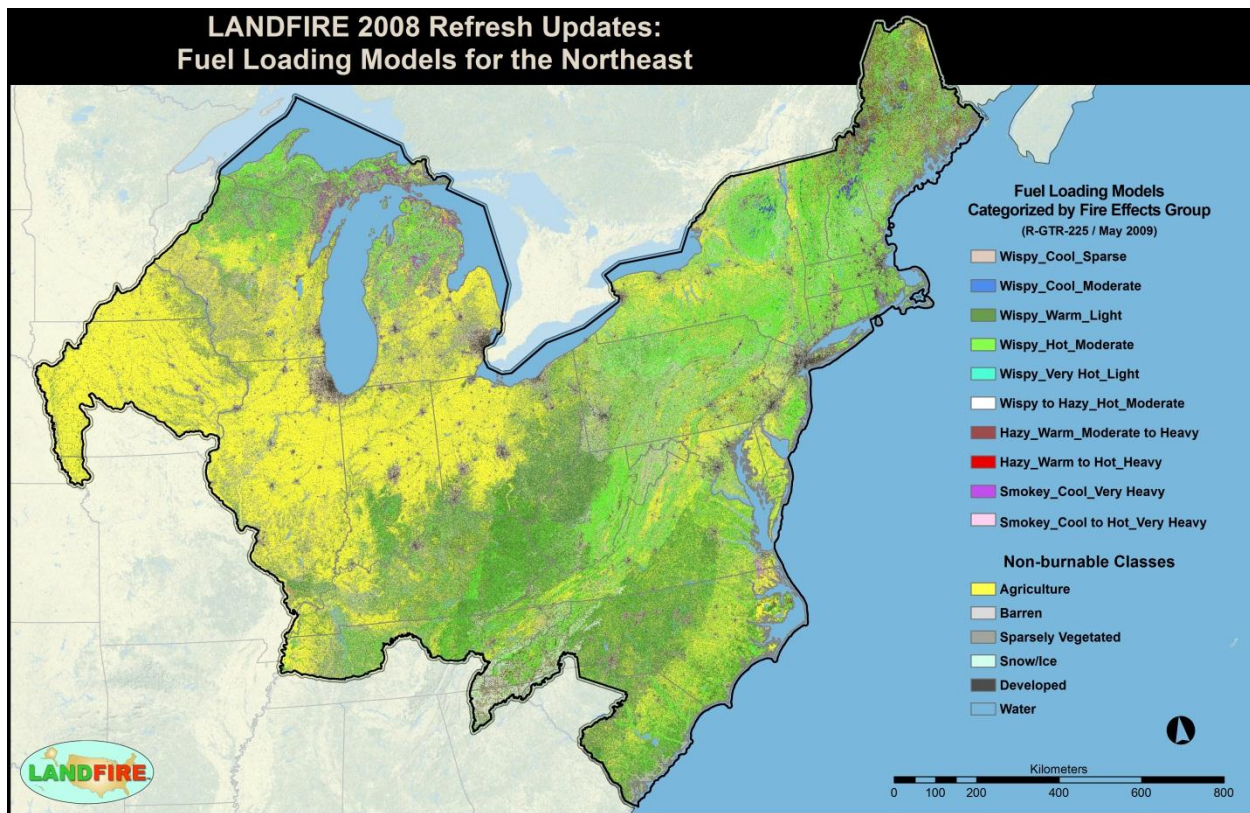 LANDFIRE 2008 Refresh Updates:
Fuel Loading Models for the Northeast
Fuel Loading Models
Categorized by Fire Effects Group
(R-GTR-225 / May 2009)
Wispy_Cool_Sparse
Wispy_Cool_Moderate
Wispy_Warm_Light
Wispy_Hot_Moderate
Wispy_Very Hot_Light
Wispy to Hazy_Hot_Moderate
Hazy_Warm_Moderate to Heavy
Hazy_Warm to Hot_Heavy
Smokey_Cool_Very Heavy
Smokey_Cool to Hot_Very Heavy
Non-burnable Classes
Agriculture
Barren
Sparsely Vegetated
Snow/Ice
Developed
Water
Kilometers
0 100 200 400 600 800
LANDFIRE